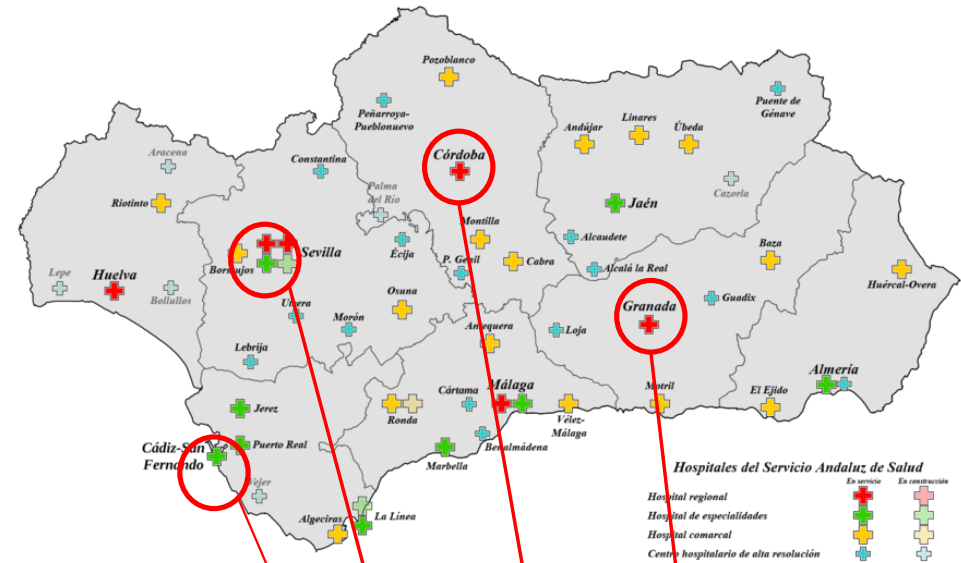 Pozoblanco
Peñarroya-
Pueblonuevo
Puente de
Génave
Andújar
Linares
Úbeda
Aracena
Constantina
Córdoba
Palma
del Río
Cazorla
Riotinto
Jaén
Montilla
Sevilla
Écija
Alcaudete
Baza
Bormujos
P. Genil
Cabra
Alcalá la Real
Lepe
Huelva
Bollullos
Huércal-Overa
Osuna
Guadix
Utrera
Granada
Morón
Antequera
Loja
Lebrija
Almería
Cártama
Málaga
Motril
El Ejido
Jerez
Ronda
Vélez-
Málaga
Cádiz-San
Fernando
Puerto Real
Benalmádena
Marbella
Vejer
Algeciras
La Línea
Hospitales del Servicio Andaluz de Salud
En servicio
En construcción
Hospital regional
Hospital de especialidades
Hospital comarcal
Centro hospitalario de alta resolución